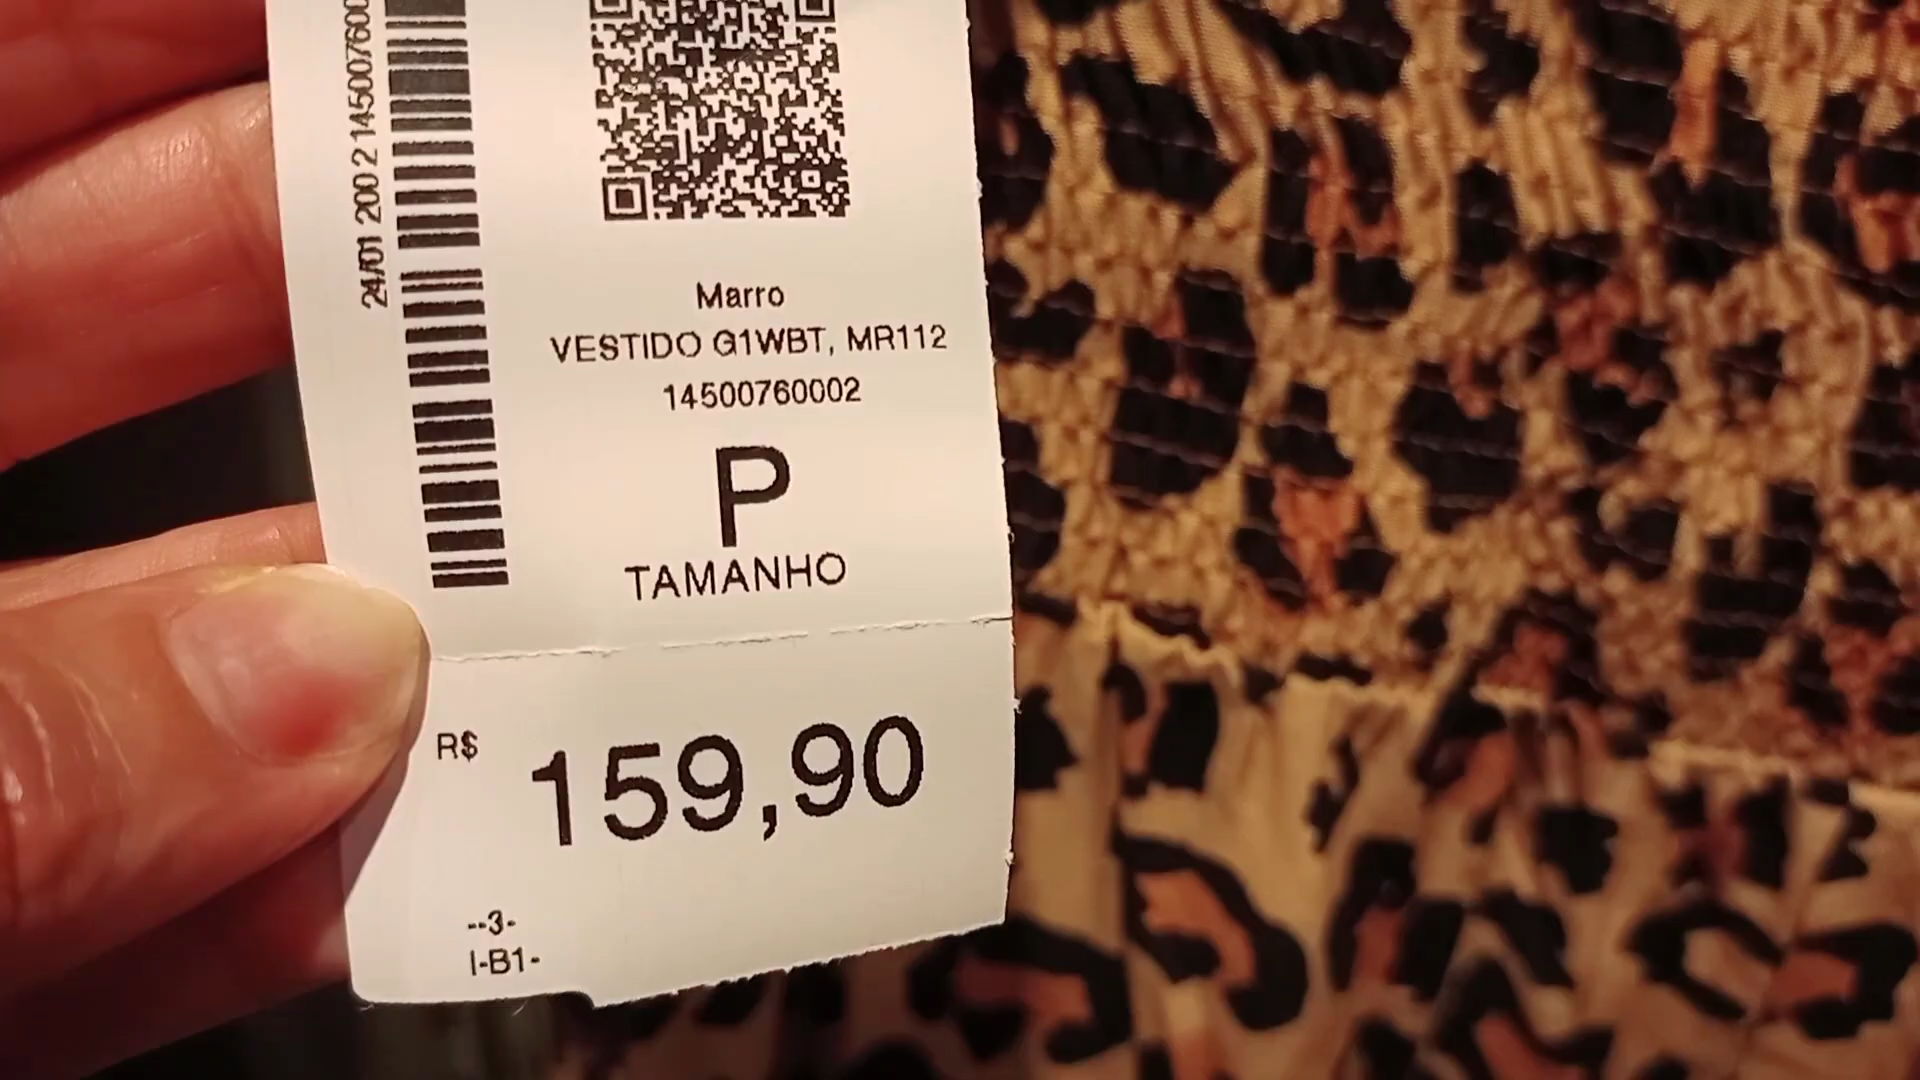 24/01 200 2 1450076000
Marro
VESTIDO G1WBT, MR112
14500760002
P
TAMANHO
R$ 159,90
--3-
I-B1-